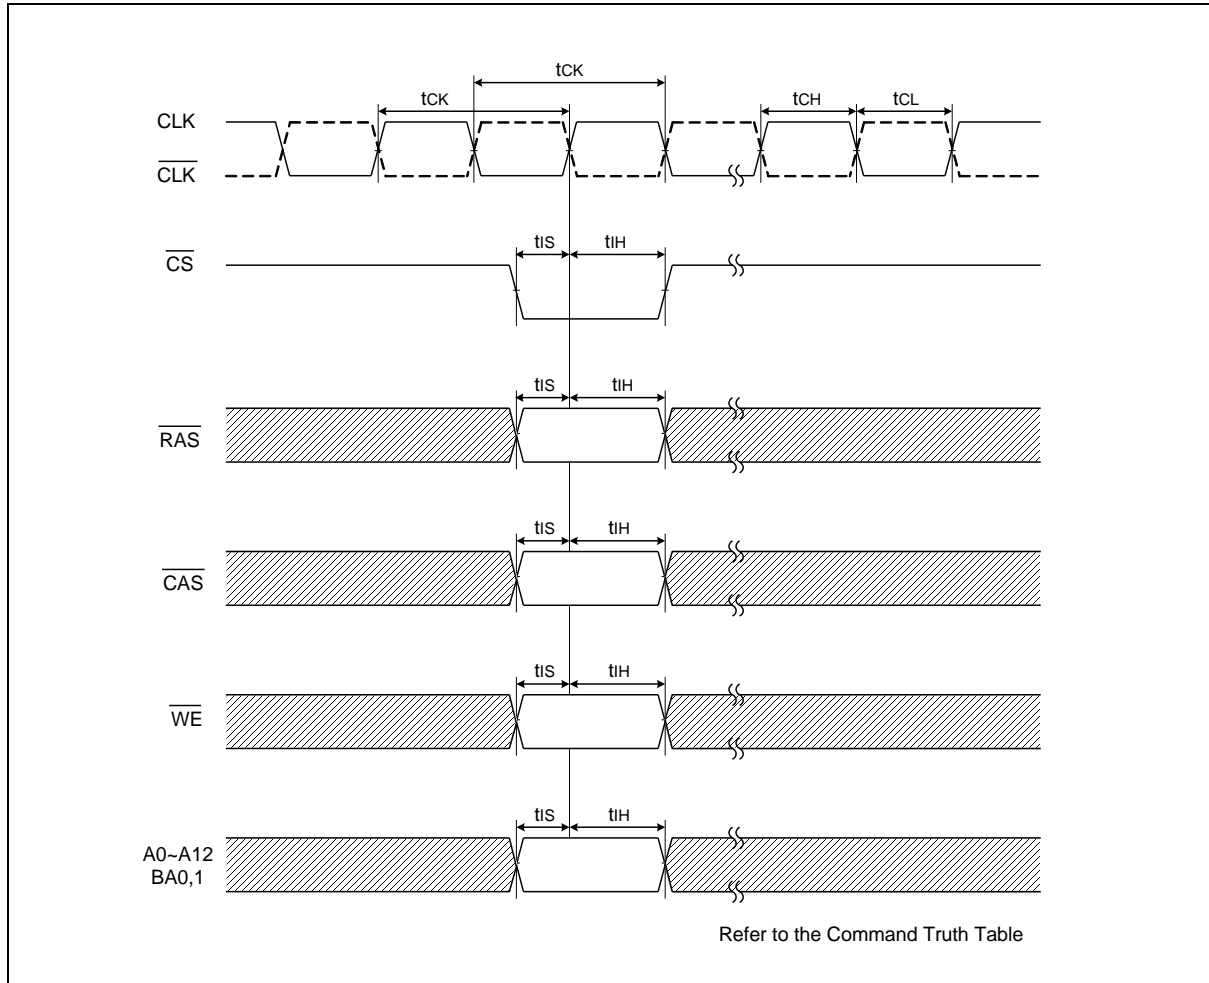 tCK
tCK tCH tCL
CLK
CLK
tIS tIH
CS
tIS tIH
RAS
tIS tIH
CAS
tIS tIH
WE
tIS tIH
A0~A12
BA0,1
Refer to the Command Truth Table